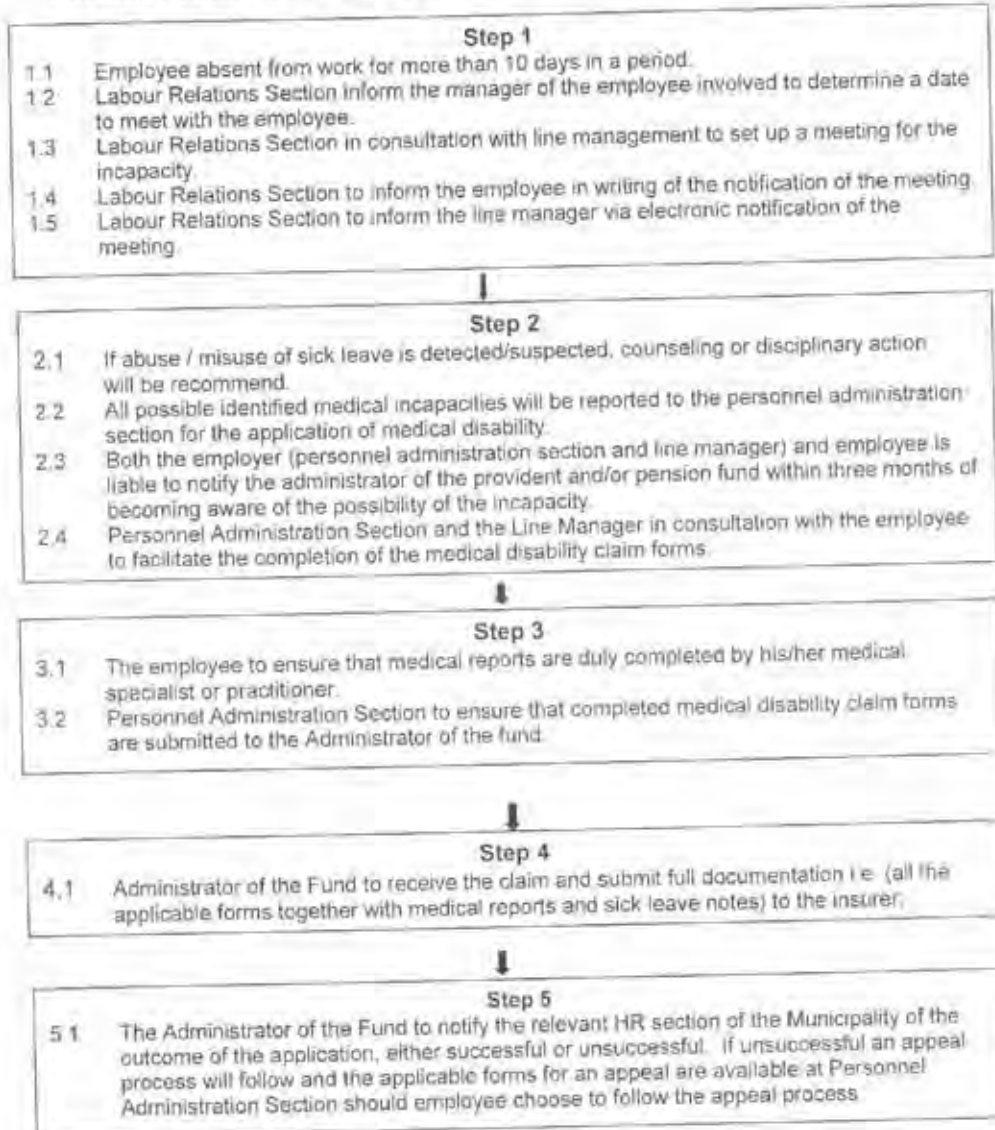 Step 1
1.1 Employee absent from work for more than 10 days in a period.
1.2 Labour Relations Section inform the manager of the employee involved to determine a date
to meet with the employee.
1.3 Labour Relations Section in consultation with line management to set up a meeting for the
incapacity.
1.4 Labour Relations Section to inform the employee in writing of the notification of the meeting
1.5 Labour Relations Section to inform the line manager via electronic notification of the
meeting.
Step 2
2.1 If abuse / misuse of sick leave is detected/suspected, counseling or disciplinary action
will be recommend.
2.2 All possible identified medical incapacities will be reported to the personnel administration
section for the application of medical disability.
2.3 Both the employer (personnel administration section and line manager) and employee is
liable to notify the administrator of the provident and/or pension fund within three months of
becoming aware of the possibility of the incapacity.
2.4 Personnel Administration Section and the Line Manager in consultation with the employee
to facilitate the completion of the medical disability claim forms.
Step 3
3.1 The employee to ensure that medical reports are duly completed by his/her medical
specialist or practitioner.
3.2 Personnel Administration Section to ensure that completed medical disability claim forms
are submitted to the Administrator of the fund.
Step 4
4.1 Administrator of the Fund to receive the claim and submit full documentation i.e (all the
applicable forms together with medical reports and sick leave notes) to the insurer.
Step 5
5.1 The Administrator of the Fund to notify the relevant HR section of the Municipality of the
outcome of the application, either successful or unsuccessful. If unsuccessful an appeal
process will follow and the applicable forms for an appeal are available at Personnel
Administration Section should employee choose to follow the appeal process